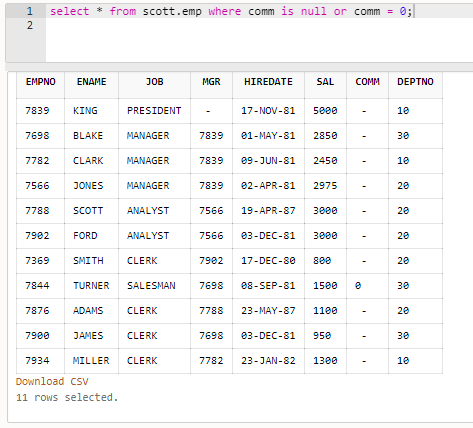 1 select * from scott.emp where comm is null or comm = 0;
2
EMPNO ENAME JOB MGR HIREDATE SAL COMM DEPTNO
7839 KING PRESIDENT - 17-NOV-81 5000 - 10
7698 BLAKE MANAGER 7839 01-MAY-81 2850 - 30
7782 CLARK MANAGER 7839 09-JUN-81 2450 - 10
7566 JONES MANAGER 7839 02-APR-81 2975 - 20
7788 SCOTT ANALYST 7566 19-APR-87 3000 - 20
7902 FORD ANALYST 7566 03-DEC-81 3000 - 20
7369 SMITH CLERK 7902 17-DEC-80 800 - 20
7844 TURNER SALESMAN 7698 08-SEP-81 1500 0 30
7876 ADAMS CLERK 7788 23-MAY-87 1100 - 20
7900 JAMES CLERK 7698 03-DEC-81 950 - 30
7934 MILLER CLERK 7782 23-JAN-82 1300 - 10
Download CSV
11 rows selected.